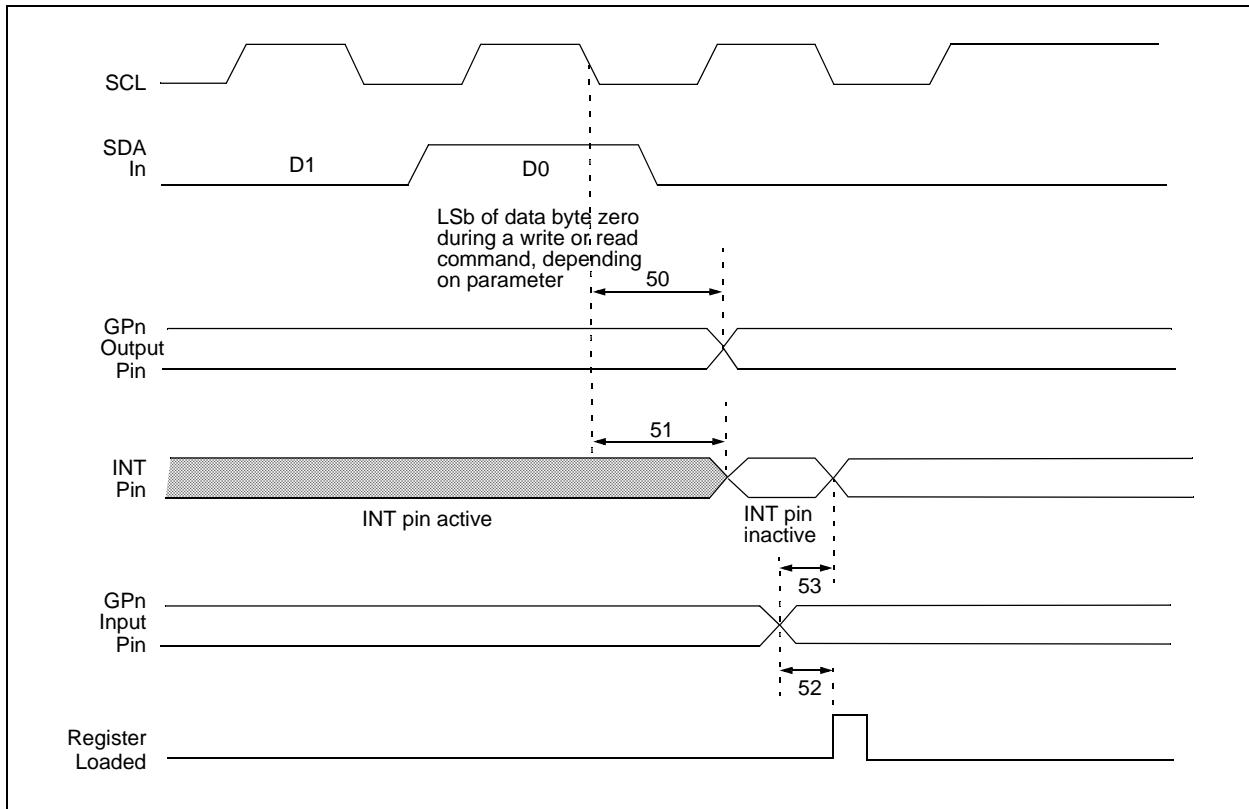 SCL
SDA
In
D1
D0
LSb of data byte zero
during a write or read
command, depending
on parameter
50
GPn
Output
Pin
51
INT
Pin
INT pin active
INT pin
inactive
53
GPn
Input
Pin
52
Register
Loaded